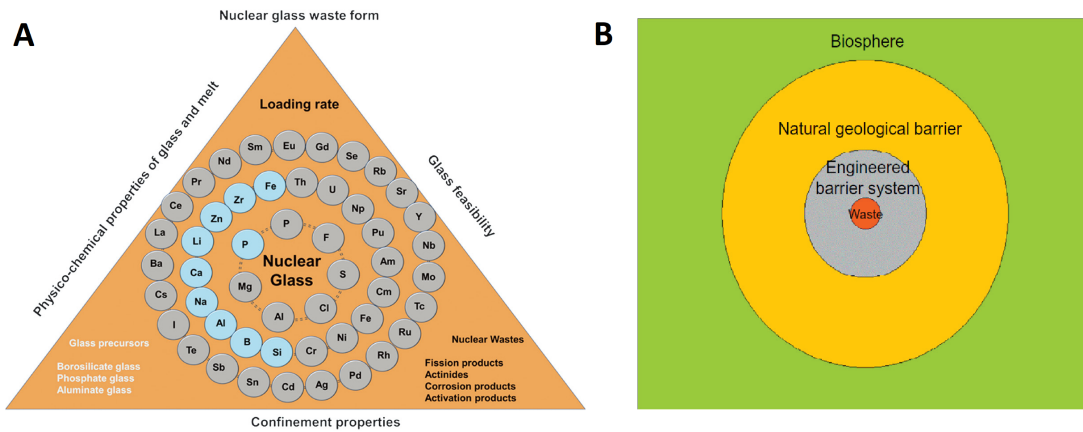 A
Nuclear glass waste form
Physico-chemical properties of glass and melt
Glass feasibility
Loading rate
Sm
Eu
Gd
Se
Rb
Sr
Y
Nb
Mo
Tc
Ru
Rh
Pd
Ag
Cd
Sn
Sb
Te
I
Cs
Ba
La
Ce
Pr
Nd
Fe
Th
U
Np
Pu
Am
Cm
Fe
Ni
Cr
Si
B
Al
Na
Ca
Li
Zn
Zr
P
P
F
S
Cl
Al
Mg
Nuclear
Glass
Glass precursors
Borosilicate glass
Phosphate glass
Aluminate glass
Nuclear Wastes
Fission products
Actinides
Corrosion products
Activation products
Confinement properties
B
Biosphere
Natural geological barrier
Engineered
barrier system
Waste